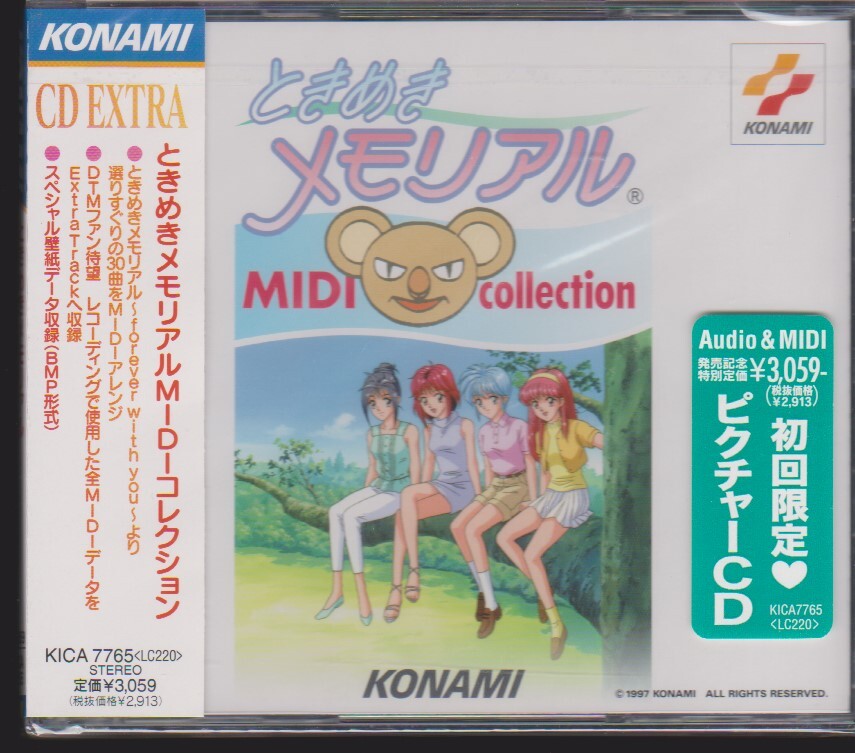 KONAMI
CD EXTRA
ときめきメモリアルMIDIコレクション
●ときめきメモリアル～forever with you～より
選りすぐりの30曲をMIDIアレンジ
●DTMファン待望 レコーディングで使用した全MIDIデータを
Extra Trackへ収録
●スペシャル壁紙データ収録(BMP形式)
KICA 7765<LC220>
STEREO
定価¥3,059
(税抜価格¥2,913)
ときめき
メモリアル®
MIDI collection
KONAMI
KONAMI
©1997 KONAMI ALL RIGHTS RESERVED.
Audio & MIDI
発売記念
特別定価 ¥3,059-
(税抜価格
¥2,913)
初回限定♥
ピクチャーCD
KICA7765
<LC220>